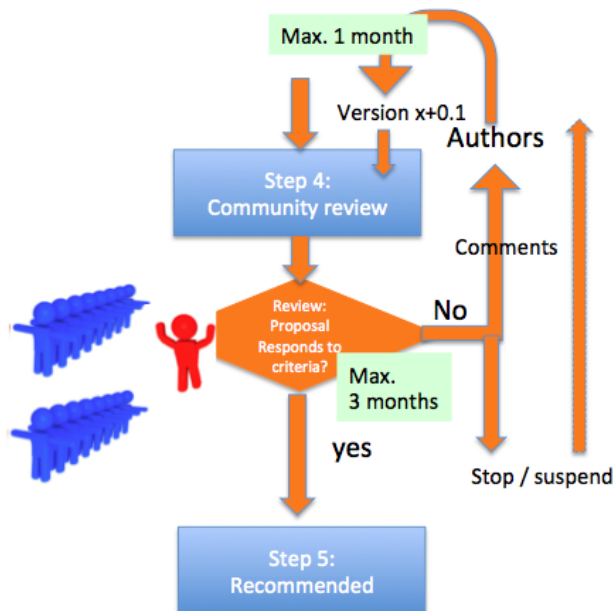 Max. 1 month
Version x+0.1
Authors
Step 4:
Community review
Comments
Review:
Proposal
Responds to
criteria?
No
Max.
3 months
yes
Stop / suspend
Step 5:
Recommended